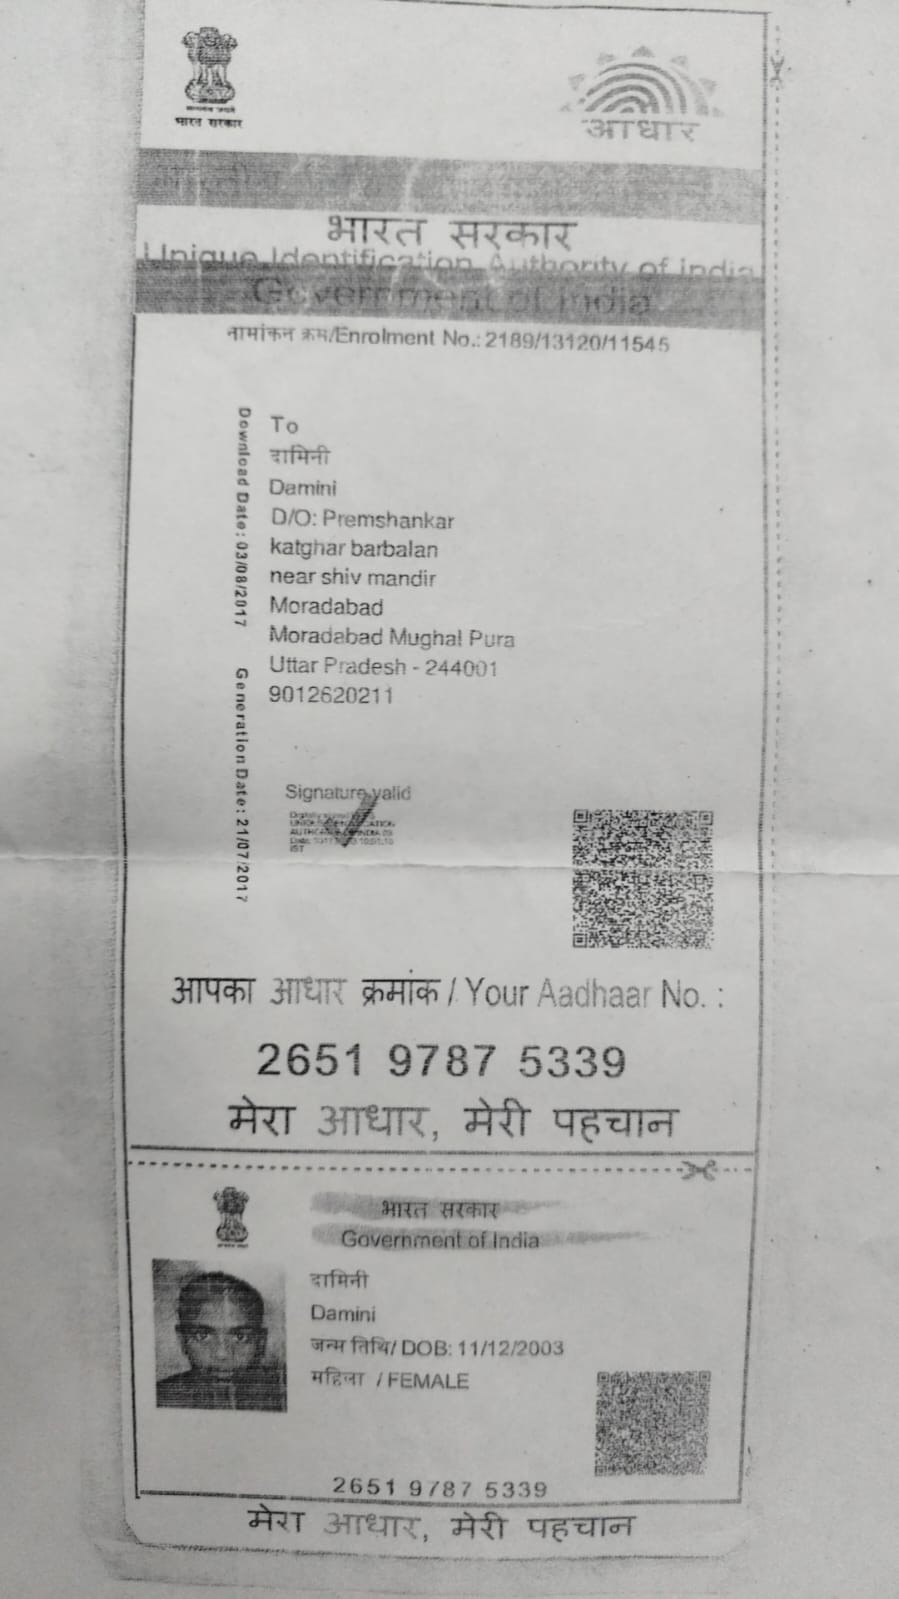 भारत सरकार
आधार
भारत सरकार
Unique Identification Authority of india
Government of India
नामांकन क्रम/Enrolment No.: 2189/13120/11545
Download Date: 03/08/2017
Generation Date: 21/07/2017
To
दामिनी
Damini
D/O: Premshankar
katghar barbalan
near shiv mandir
Moradabad
Moradabad Mughal Pura
Uttar Pradesh - 244001
9012620211
Signature valid
आपका आधार क्रमांक / Your Aadhaar No. :
2651 9787 5339
मेरा आधार, मेरी पहचान
भारत सरकार
Government of India
दामिनी
Damini
जन्म तिथि/ DOB: 11/12/2003
महिला / FEMALE
2651 9787 5339
मेरा आधार, मेरी पहचान